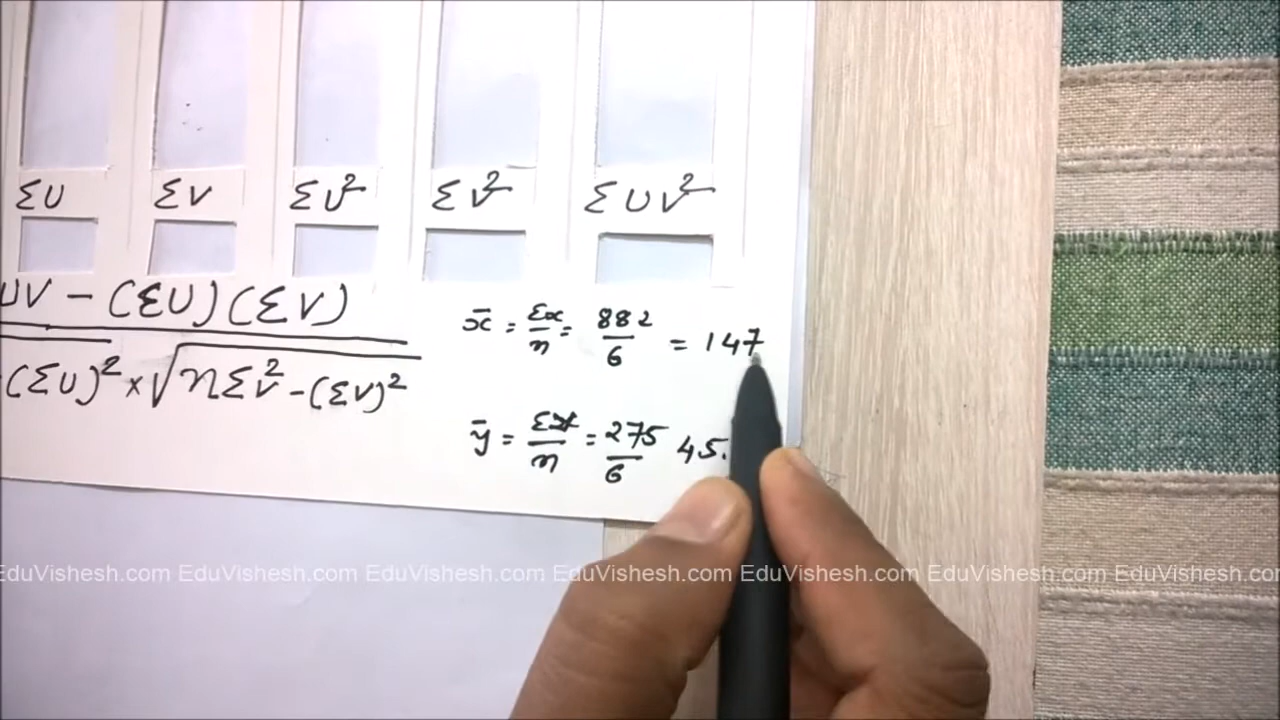 ΣU ΣV ΣU² ΣV² ΣUV²
UV − (ΣU)(ΣV)
(ΣU)² × √nΣV² − (ΣV)²
x̄ = Σx/n = 882/6 = 147
ȳ = Σy/n = 275/6 45.
EduVishesh.com EduVishesh.com EduVishesh.com EduVishesh.com EduVishesh.com EduVishesh.com EduVishesh.com